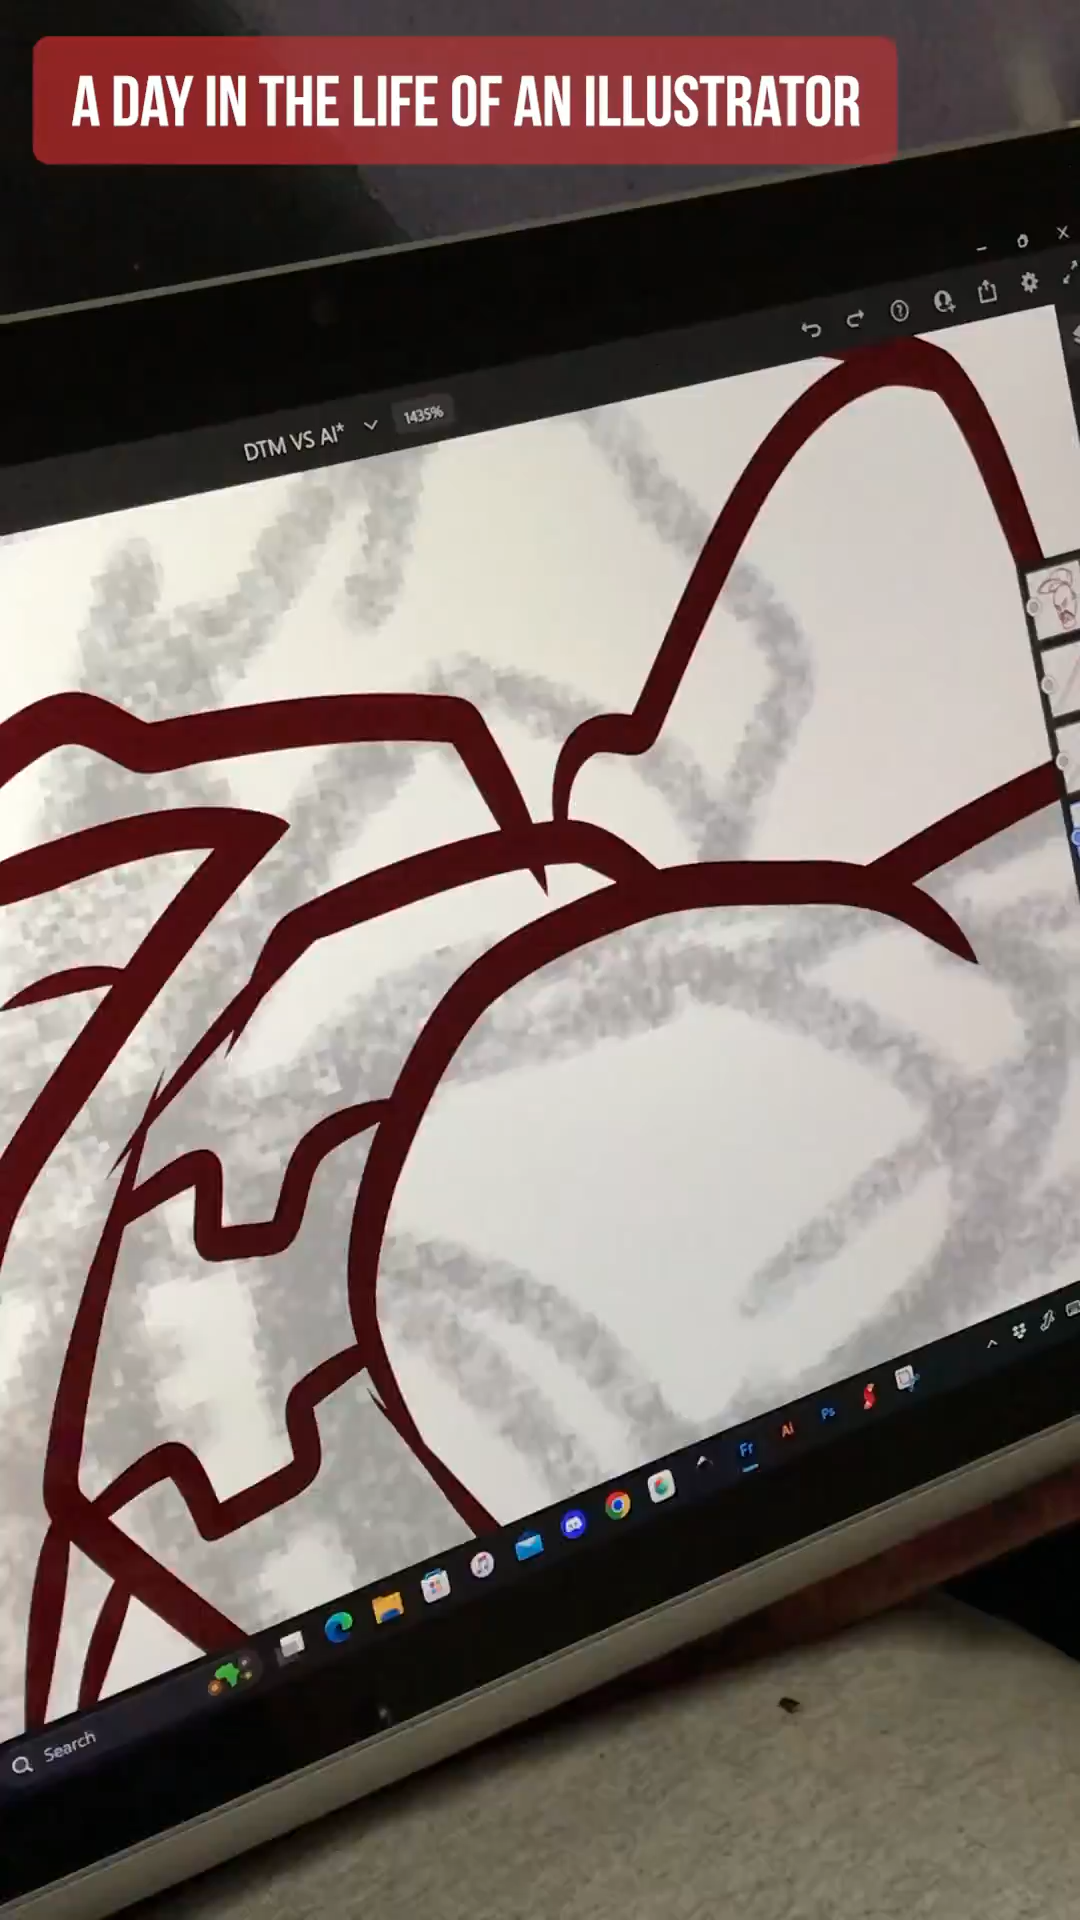 A DAY IN THE LIFE OF AN ILLUSTRATOR
DTM VS AI*
1435%
Fr
Ai
Ps
Search